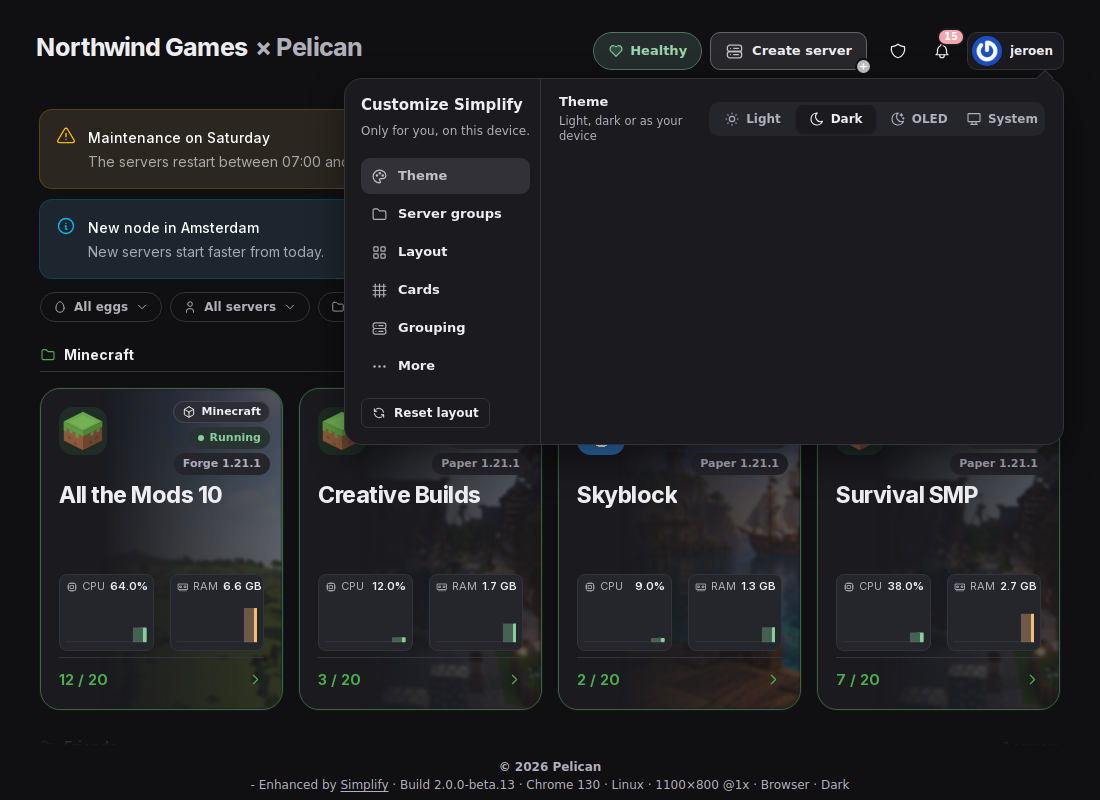 Northwind Games × Pelican
Healthy
Create server
15
jeroen
Maintenance on Saturday
The servers restart between 07:00 and
New node in Amsterdam
New servers start faster from today.
All eggs
All servers
Customize Simplify
Only for you, on this device.
Theme
Server groups
Layout
Cards
Grouping
More
Reset layout
Theme
Light, dark or as your
device
Light
Dark
OLED
System
Minecraft
Minecraft
Running
Forge 1.21.1
All the Mods 10
CPU 64.0%
RAM 6.6 GB
12 / 20
Paper 1.21.1
Creative Builds
CPU 12.0%
RAM 1.7 GB
3 / 20
Paper 1.21.1
Skyblock
CPU 9.0%
RAM 1.3 GB
2 / 20
Paper 1.21.1
Survival SMP
CPU 38.0%
RAM 2.7 GB
7 / 20
Friends
© 2026 Pelican
- Enhanced by Simplify · Build 2.0.0-beta.13 · Chrome 130 · Linux · 1100×800 @1x · Browser · Dark